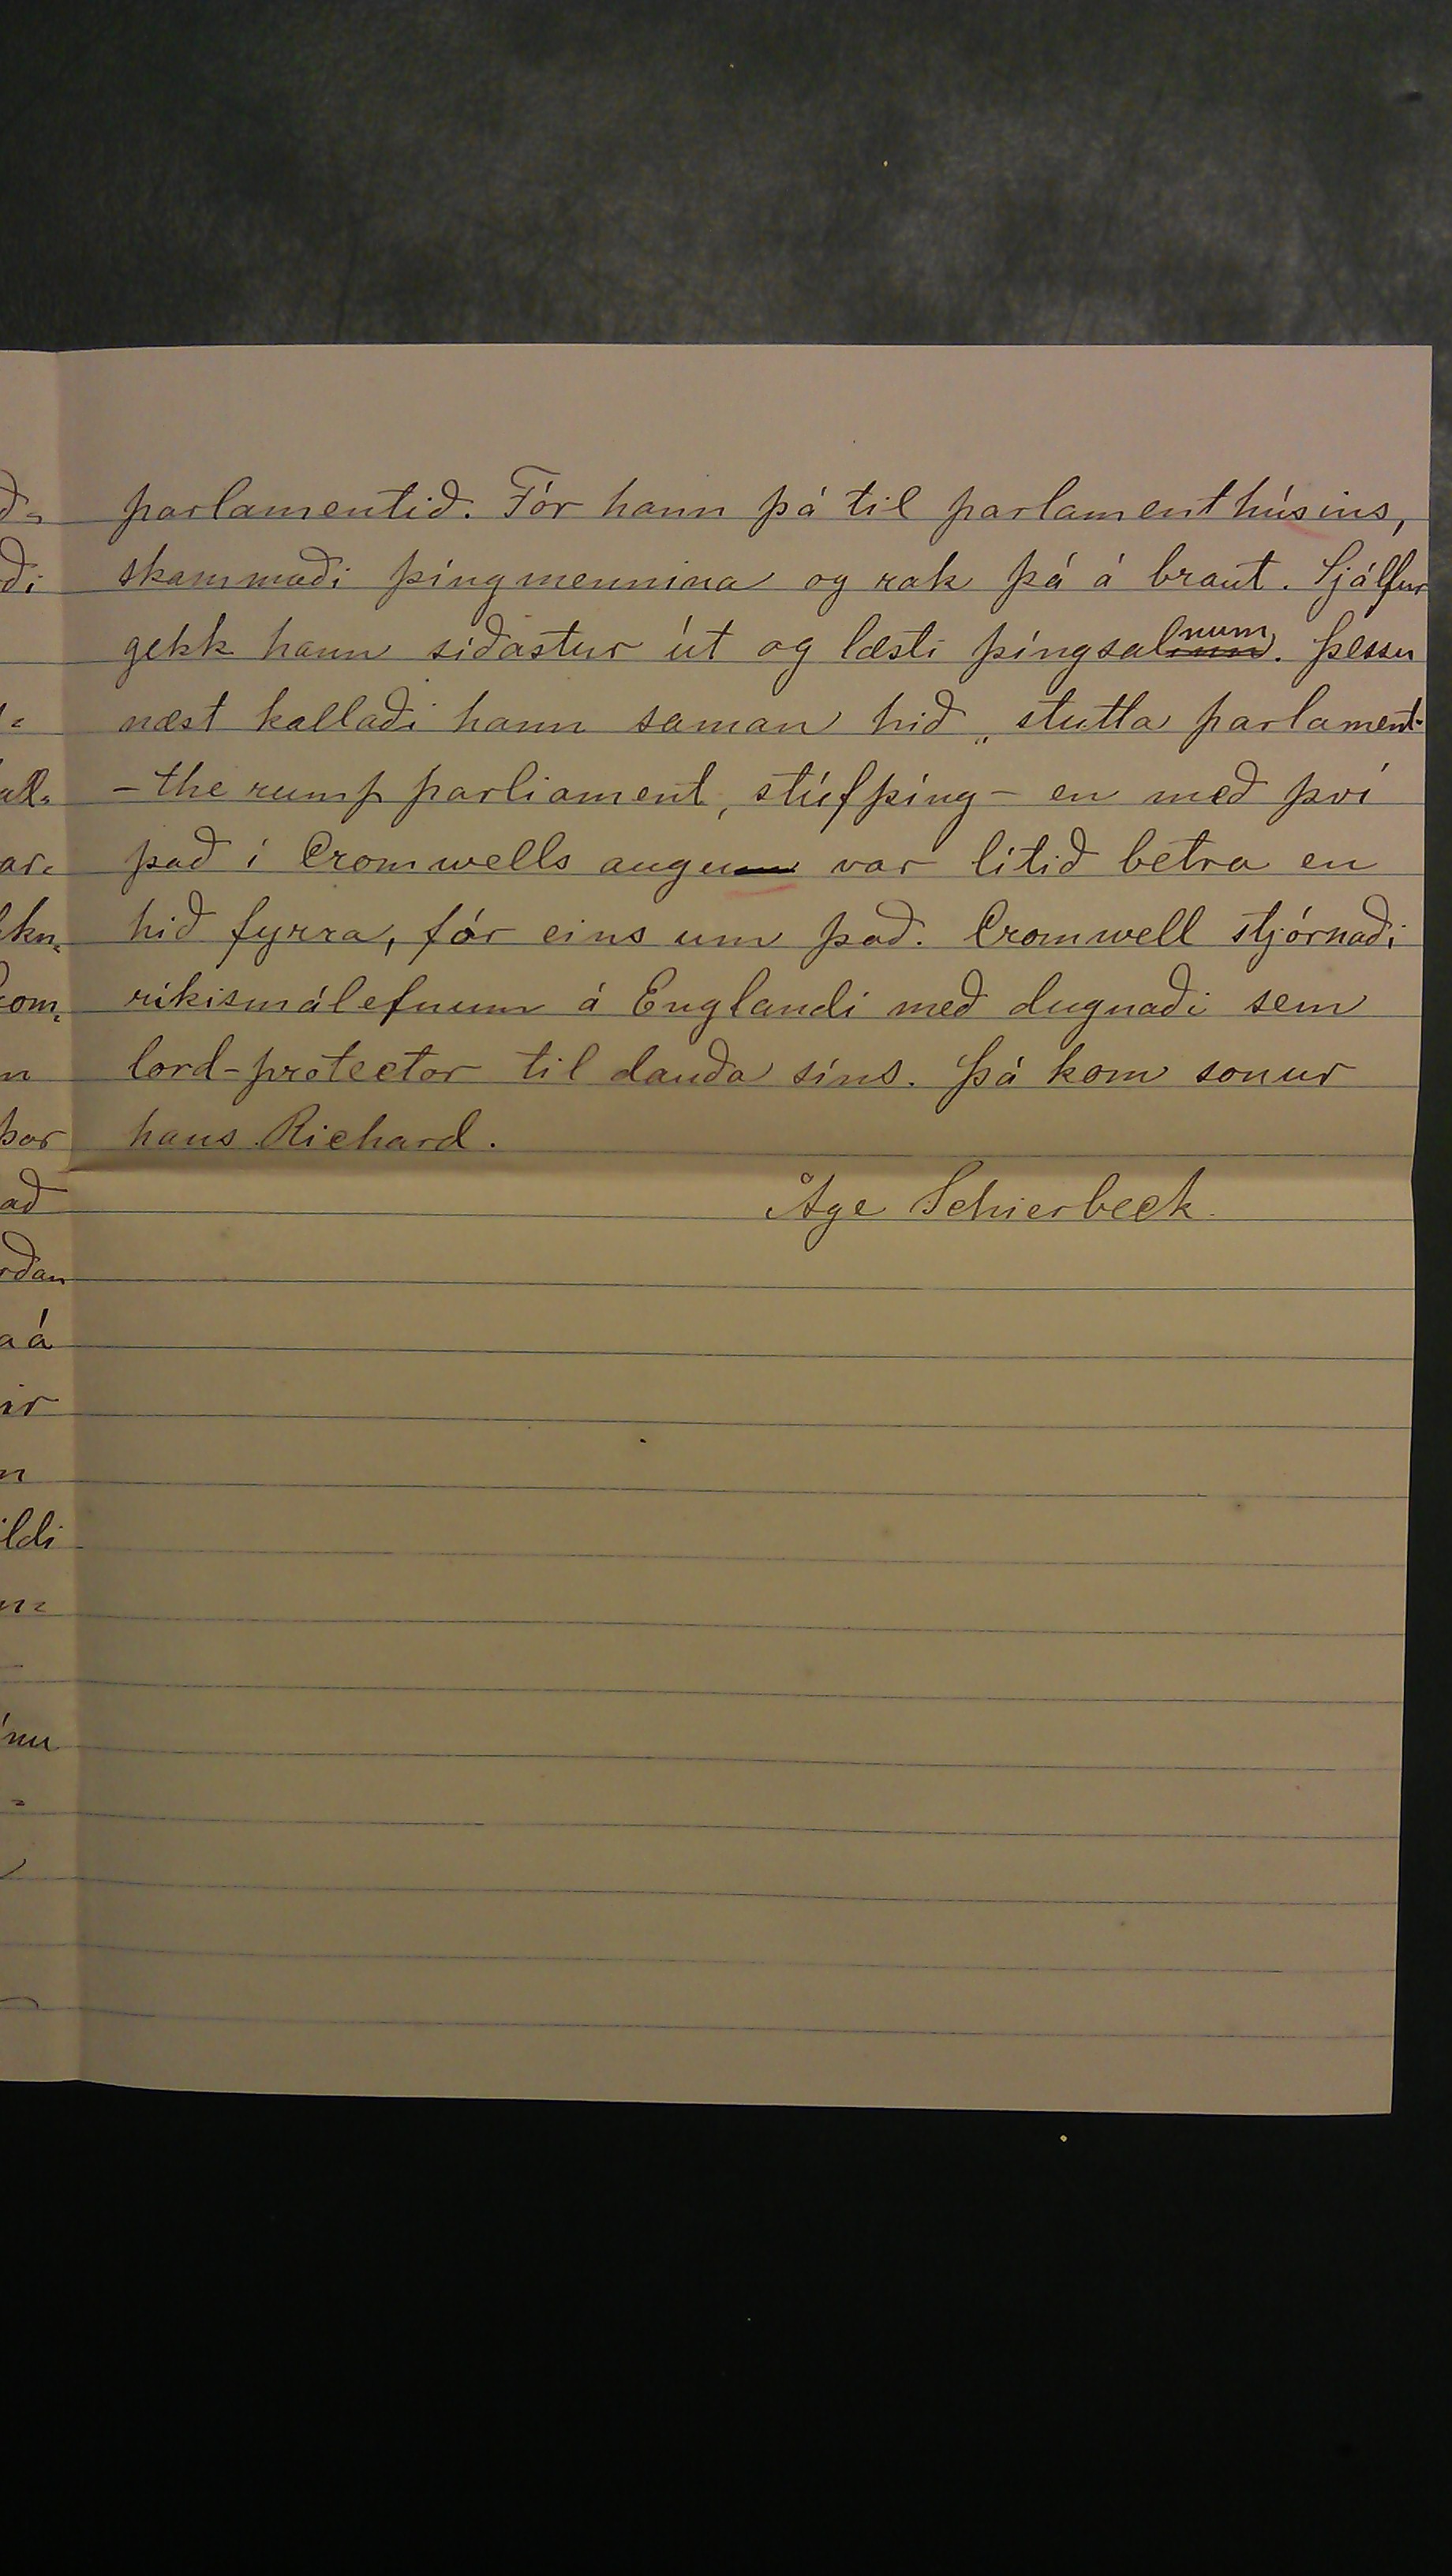 parlamentið. Fór hann þá til parlamenthúsins,
skammaði þingmennina og rak þá á braut. Sjálfur
gekk hann síðastur út og læsti þingsalnum. Þessu
næst kallaði hann saman hið „stutta parlament"
- the rump parliament, stúfþing - en með því
það í Cromwells augum var lítið betra en
hið fyrra, fór eins um það. Cromwell stjórnaði
ríkismálefnum á Englandi með dugnaði sem
lord-protector til dauða síns. Þá kom sonur
hans Richard.
Åge Schierbeck.